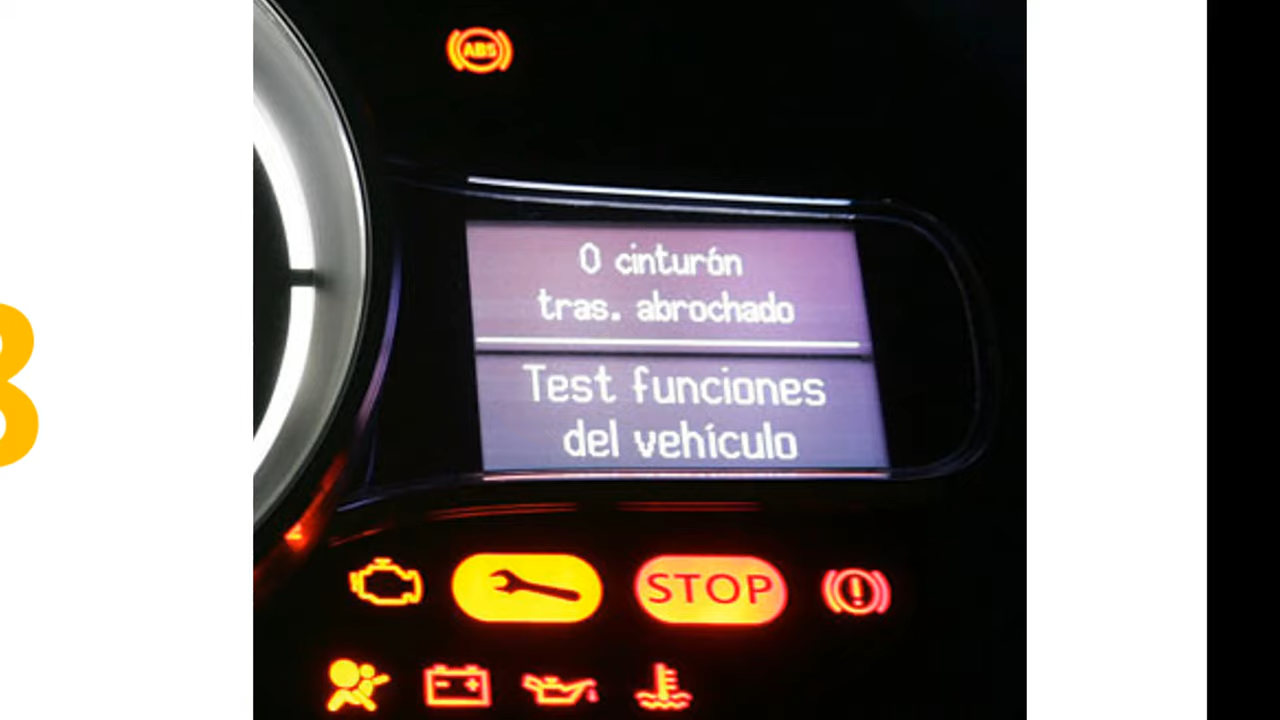 ABS
0 cinturón
tras. abrochado
Test funciones
del vehículo
STOP